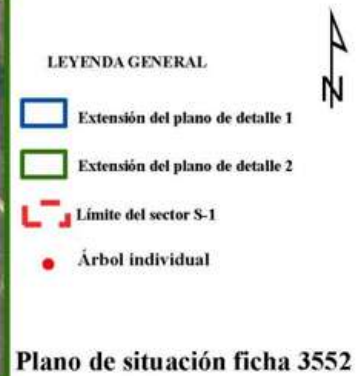 N
LEYENDA GENERAL
Extensión del plano de detalle 1
Extensión del plano de detalle 2
Límite del sector S-1
Árbol individual
Plano de situación ficha 3552